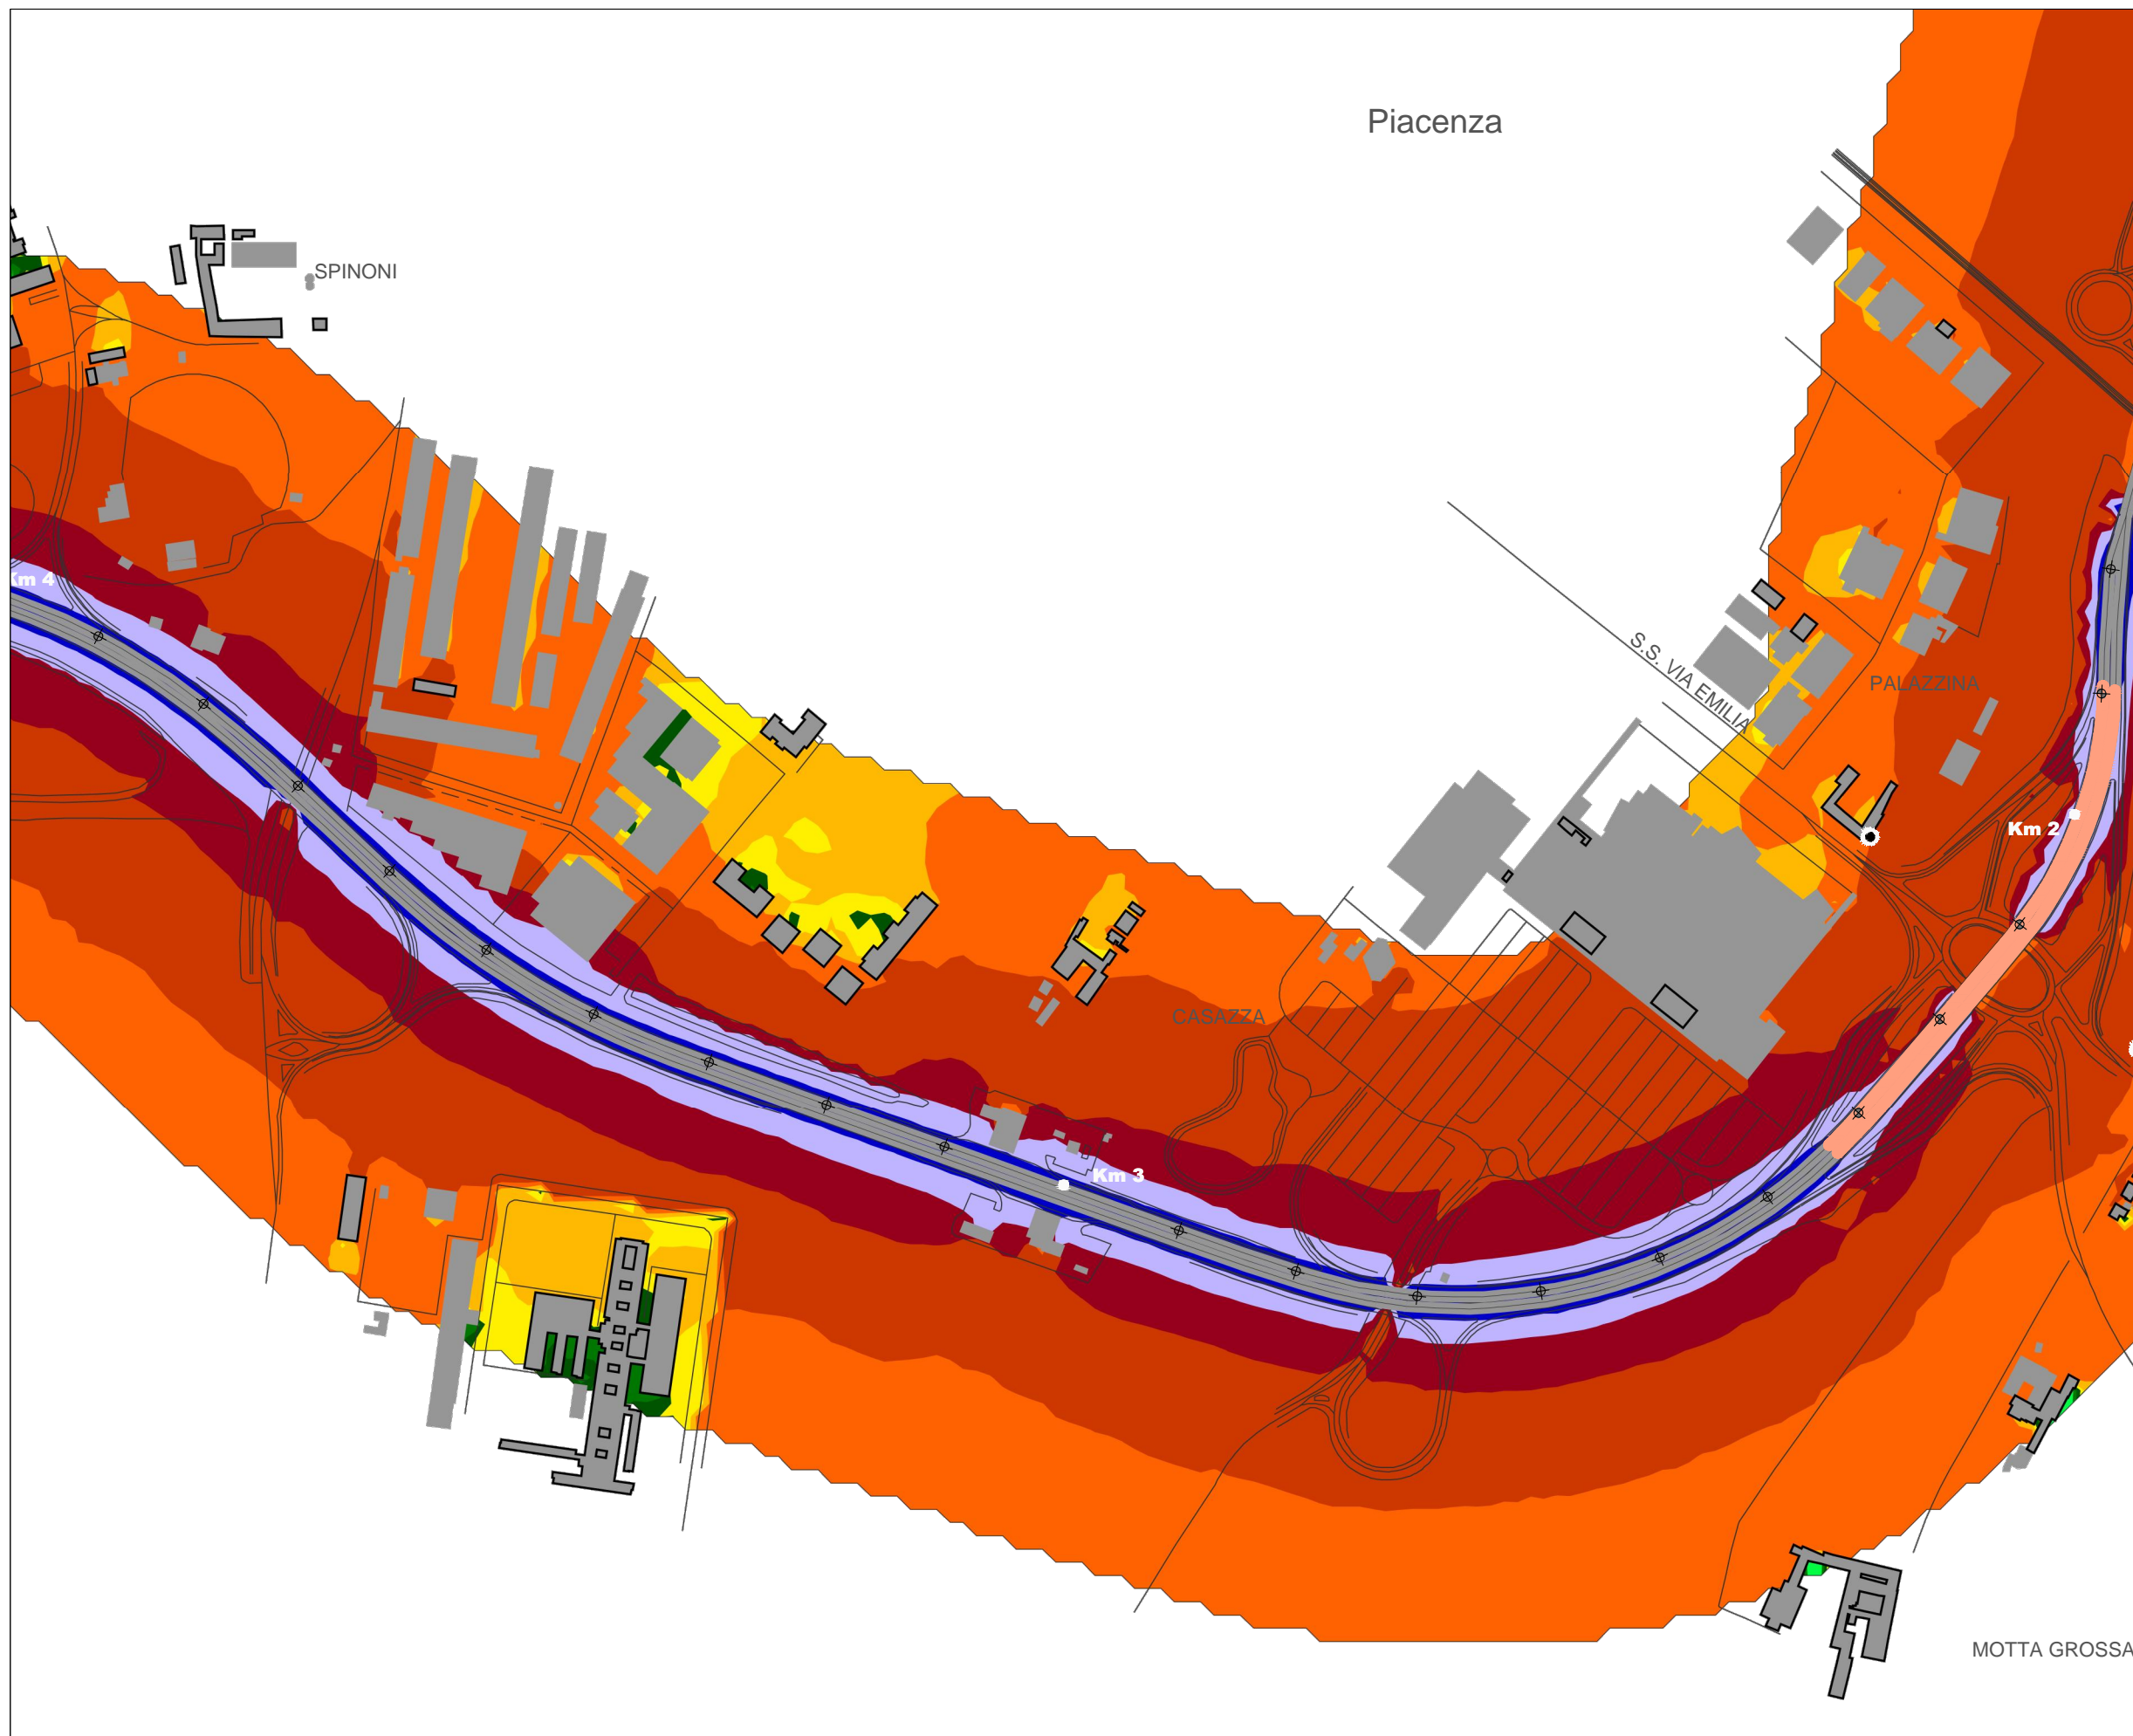 Piacenza
SPINONI
Km 4
S.S. VIA EMILIA
PALAZZINA
Km 2
CASAZZA
Km 3
MOTTA GROSSA